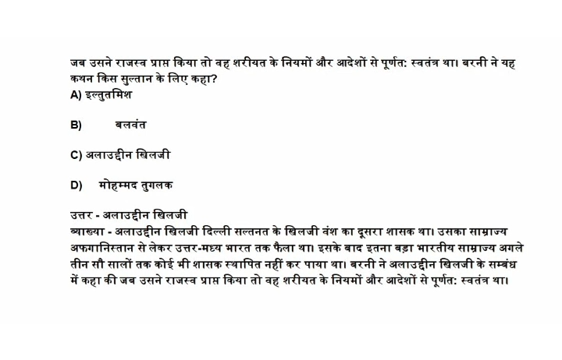 जब उसने राजस्व प्राप्त किया तो वह शरीयत के नियमों और आदेशों से पूर्णत: स्वतंत्र था। बरनी ने यह
कथन किस सुल्तान के लिए कहा?
A) इल्तुतमिश
B) बलवंत
C) अलाउद्दीन खिलजी
D) मोहम्मद तुगलक
उत्तर - अलाउद्दीन खिलजी
व्याख्या - अलाउद्दीन खिलजी दिल्ली सल्तनत के खिलजी वंश का दूसरा शासक था। उसका साम्राज्य
अफगानिस्तान से लेकर उत्तर-मध्य भारत तक फैला था। इसके बाद इतना बड़ा भारतीय साम्राज्य अगले
तीन सौ सालों तक कोई भी शासक स्थापित नहीं कर पाया था। बरनी ने अलाउद्दीन खिलजी के सम्बंध
में कहा की जब उसने राजस्व प्राप्त किया तो वह शरीयत के नियमों और आदेशों से पूर्णत: स्वतंत्र था।